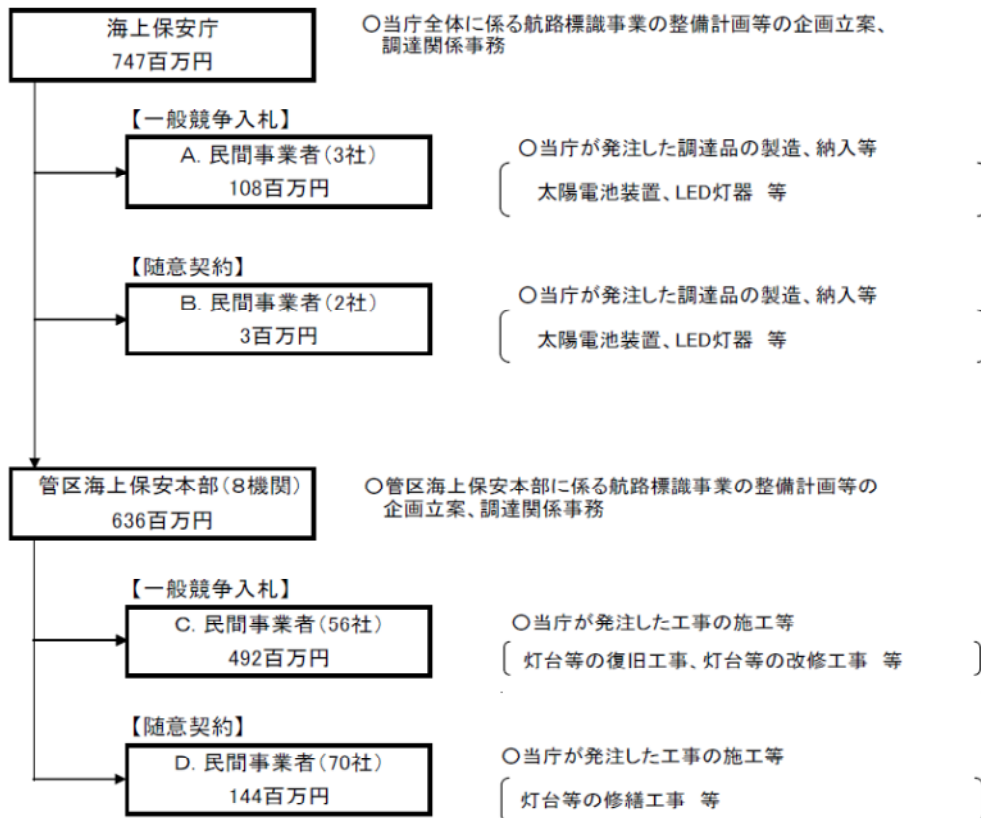 海上保安庁
747百万円
○当庁全体に係る航路標識事業の整備計画等の企画立案、
調達関係事務
【一般競争入札】
A. 民間事業者(3社)
108百万円
○当庁が発注した調達品の製造、納入等
太陽電池装置、LED灯器 等
【随意契約】
B. 民間事業者(2社)
3百万円
○当庁が発注した調達品の製造、納入等
太陽電池装置、LED灯器 等
管区海上保安本部(8機関)
636百万円
○管区海上保安本部に係る航路標識事業の整備計画等の
企画立案、調達関係事務
【一般競争入札】
C. 民間事業者(56社)
492百万円
○当庁が発注した工事の施工等
灯台等の復旧工事、灯台等の改修工事 等
【随意契約】
D. 民間事業者(70社)
144百万円
○当庁が発注した工事の施工等
灯台等の修繕工事 等